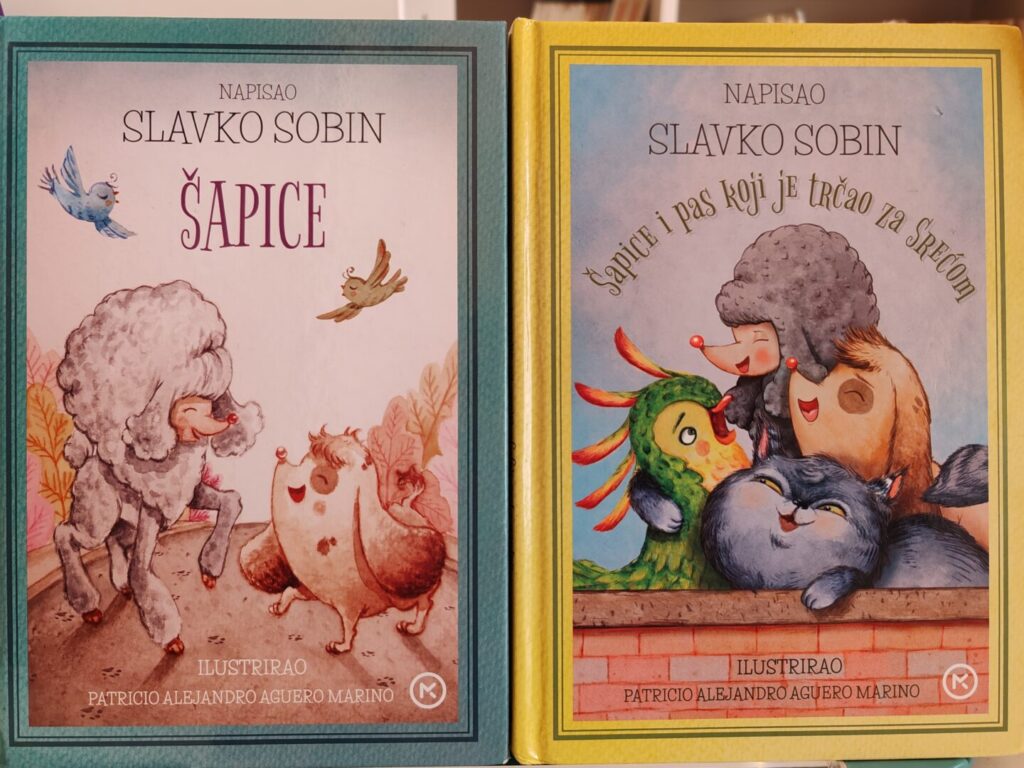 NAPISAO
SLAVKO SOBIN
ŠAPICE
ILUSTRIRAO
PATRICIO ALEJANDRO AGUERO MARINO
NAPISAO
SLAVKO SOBIN
Šapice i pas koji je trčao za Srećom
ILUSTRIRAO
PATRICIO ALEJANDRO AGUERO MARINO